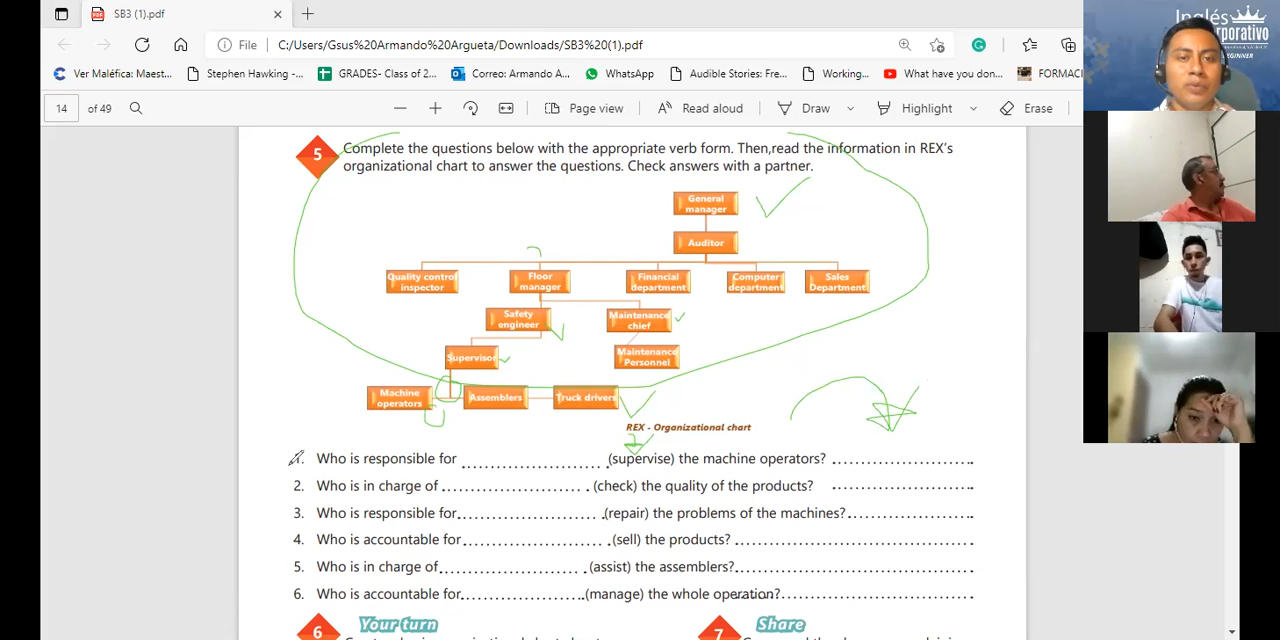 SB3 (1).pdf
File
C:/Users/Gsus%20Armando%20Argueta/Downloads/SB3%20(1).pdf
Ver Maléfica: Maest...
Stephen Hawking -...
GRADES- Class of 2...
Correo: Armando A...
WhatsApp
Audible Stories: Fre...
Working...
What have you don...
FORMACI
14 of 49
Page view
Read aloud
Draw
Highlight
Erase
Inglés
orporativo
EGINNER
5 Complete the questions below with the appropriate verb form. Then,read the information in REX's
organizational chart to answer the questions. Check answers with a partner.
General
manager
Auditor
Quality control
inspector
Floor
manager
Financial
department
Computer
department
Sales
Department
Safety
engineer
Maintenance
chief
Supervisor
Maintenance
Personnel
Machine
operators
Assemblers
Truck drivers
REX - Organizational chart
1. Who is responsible for ........................ (supervise) the machine operators? ........................
2. Who is in charge of ........................ (check) the quality of the products? ........................
3. Who is responsible for ........................ (repair) the problems of the machines? ........................
4. Who is accountable for ........................ (sell) the products? ........................
5. Who is in charge of ........................ (assist) the assemblers? ........................
6. Who is accountable for ........................ (manage) the whole operation? ........................
6 Your turn
7 Share